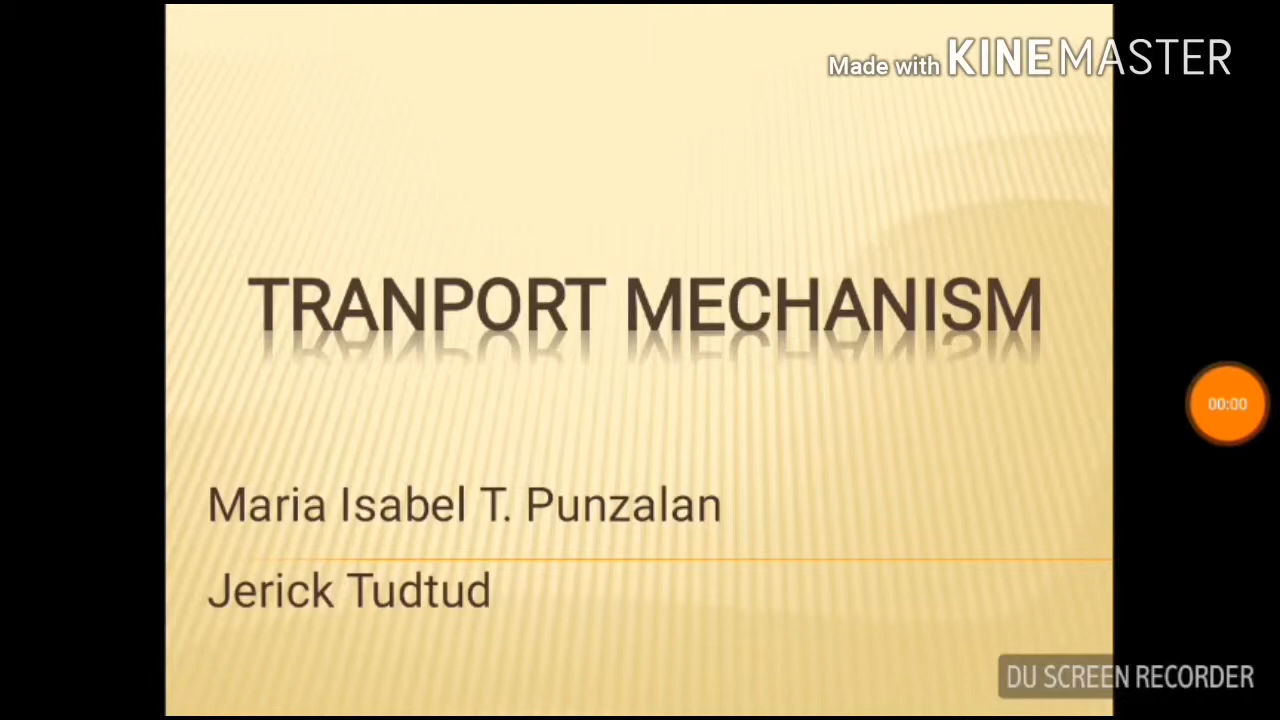 Made with KINEMASTER
TRANPORT MECHANISM
00:00
Maria Isabel T. Punzalan
Jerick Tudtud
DU SCREEN RECORDER